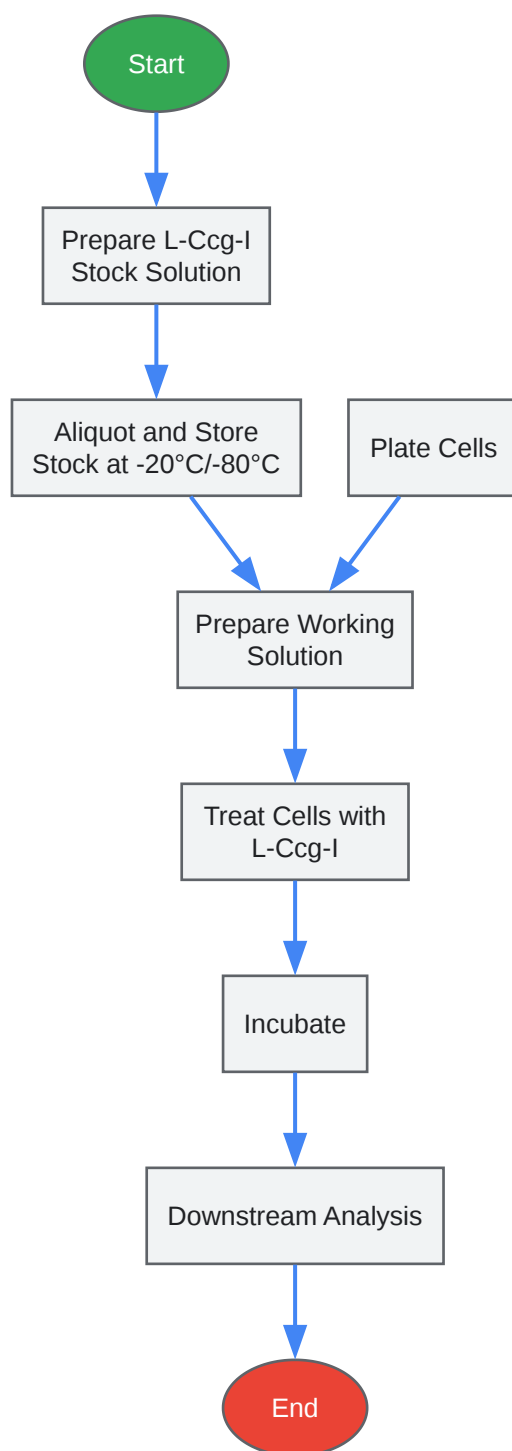 Start
Prepare L-Ccg-I
Stock Solution
Aliquot and Store
Stock at -20°C/-80°C
Plate Cells
Prepare Working
Solution
Treat Cells with
L-Ccg-I
Incubate
Downstream Analysis
End